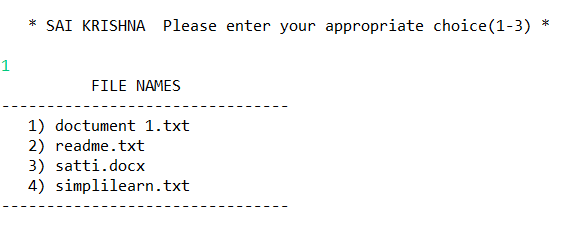 * SAI KRISHNA  Please enter your appropriate choice(1-3) *
1
FILE NAMES
--------------------------------
1) doctument 1.txt
2) readme.txt
3) satti.docx
4) simplilearn.txt
--------------------------------